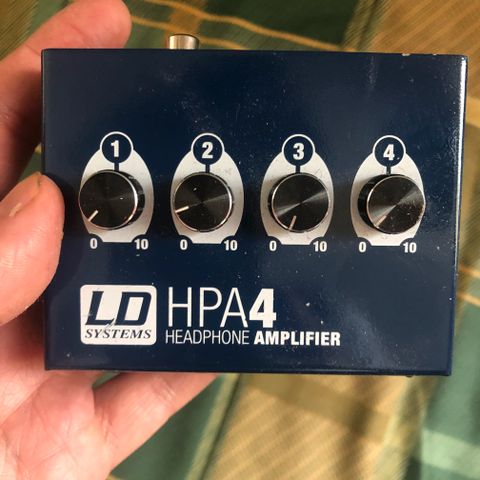 1 2 3 4
0 10 0 10 0 10 0 10
LD
SYSTEMS
HPA4
HEADPHONE AMPLIFIER